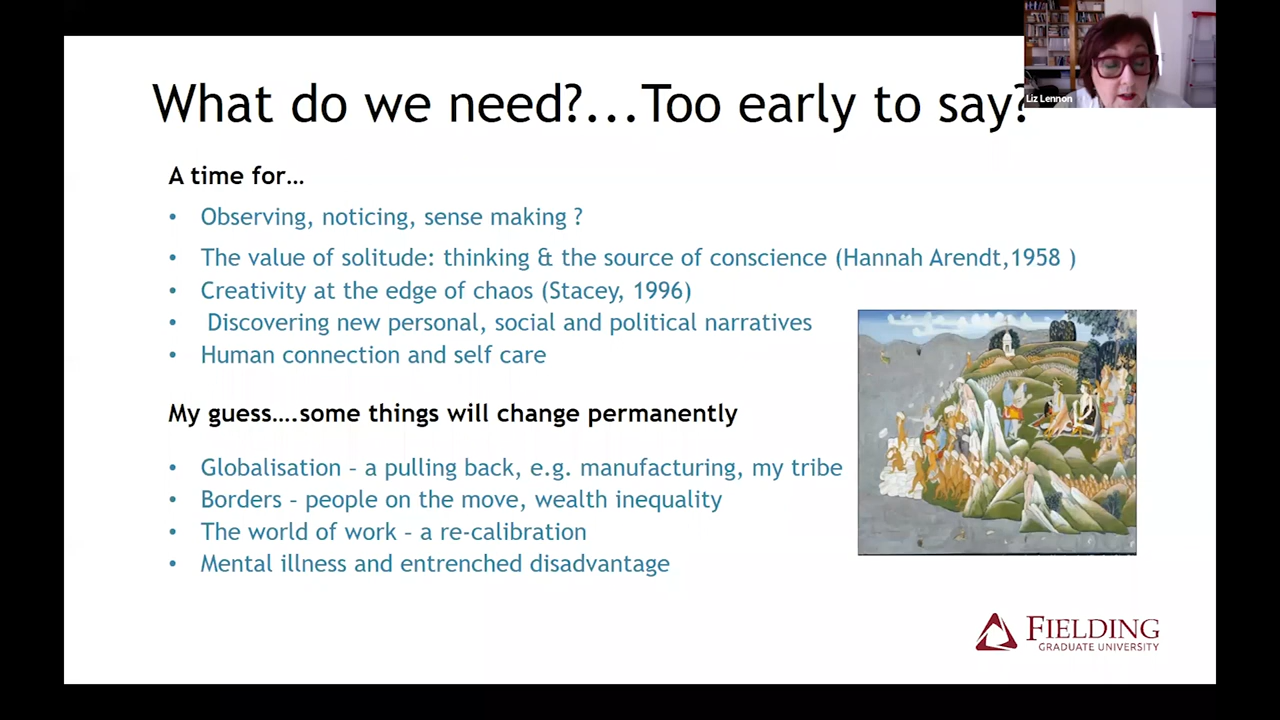 What do we need?...Too early to say?
Liz Lennon
A time for…
• Observing, noticing, sense making ?
• The value of solitude: thinking & the source of conscience (Hannah Arendt,1958 )
• Creativity at the edge of chaos (Stacey, 1996)
• Discovering new personal, social and political narratives
• Human connection and self care
My guess….some things will change permanently
• Globalisation – a pulling back, e.g. manufacturing, my tribe
• Borders – people on the move, wealth inequality
• The world of work – a re-calibration
• Mental illness and entrenched disadvantage
FIELDING
GRADUATE UNIVERSITY